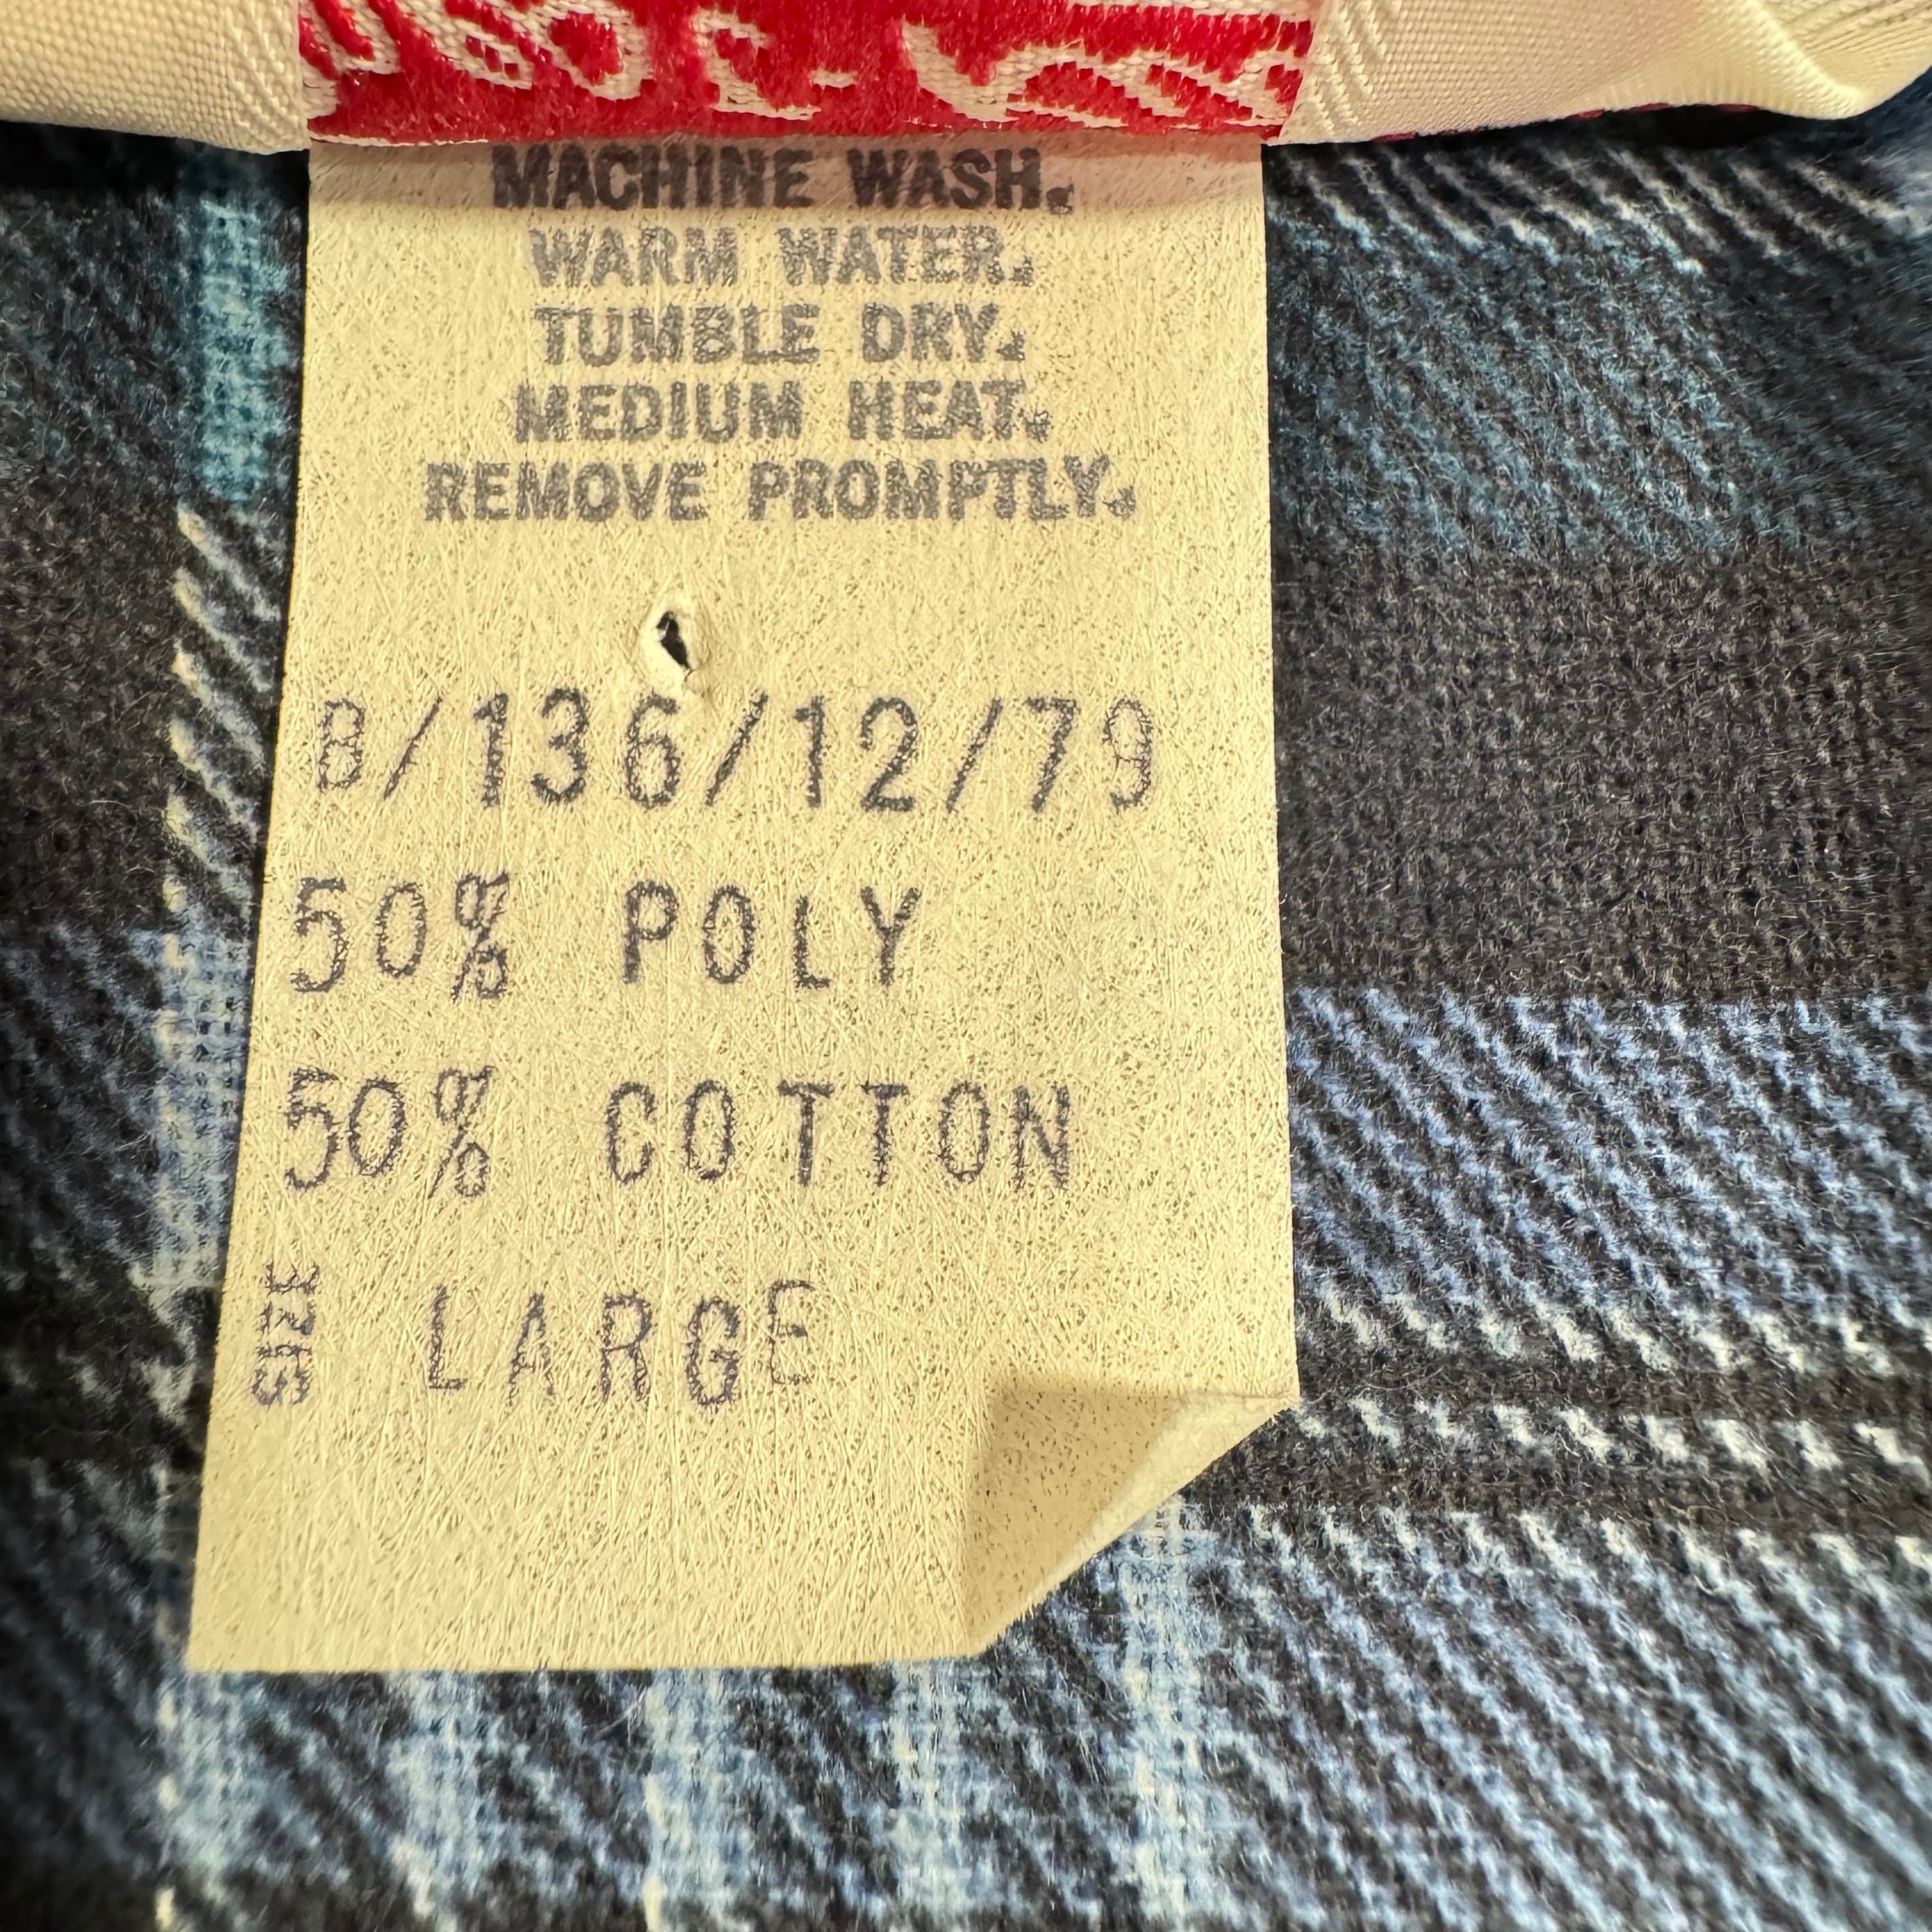 MACHINE WASH.
WARM WATER.
TUMBLE DRY.
MEDIUM HEAT.
REMOVE PROMPTLY.
8/136/12/79
50% POLY
50% COTTON
SIZE LARGE